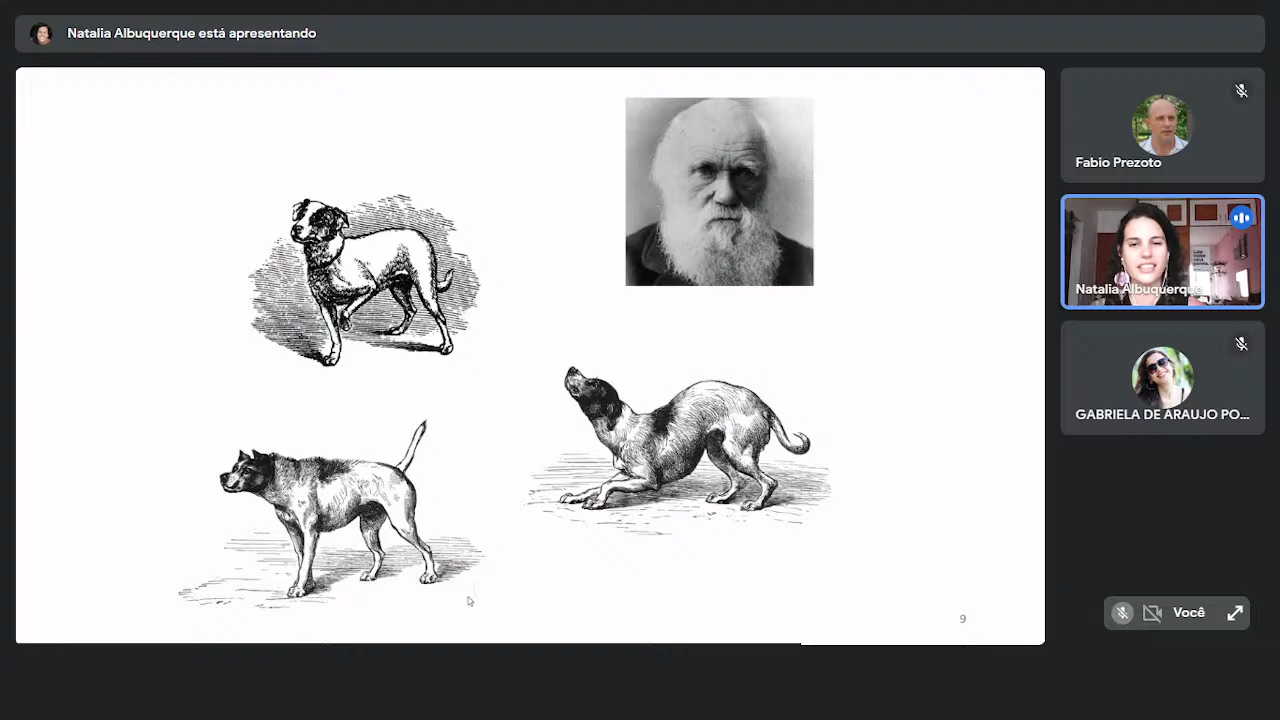 Natalia Albuquerque está apresentando
Fabio Prezoto
Natalia Albuquerque
GABRIELA DE ARAUJO PO...
Você
9